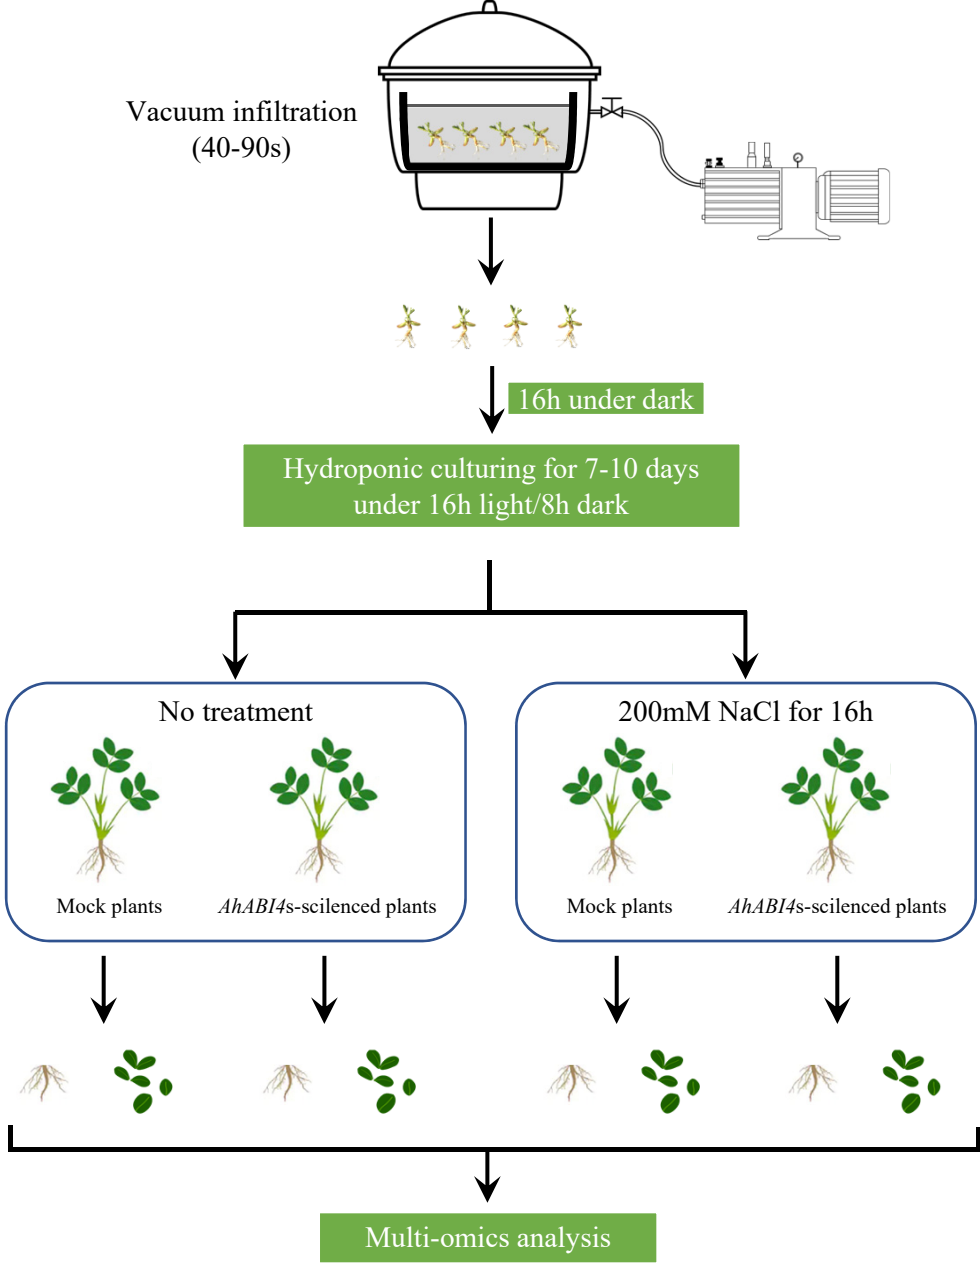 Vacuum infiltration
(40-90s)
16h under dark
Hydroponic culturing for 7-10 days
under 16h light/8h dark
No treatment
Mock plants
AhABI4s-scilenced plants
200mM NaCl for 16h
Mock plants
AhABI4s-scilenced plants
Multi-omics analysis